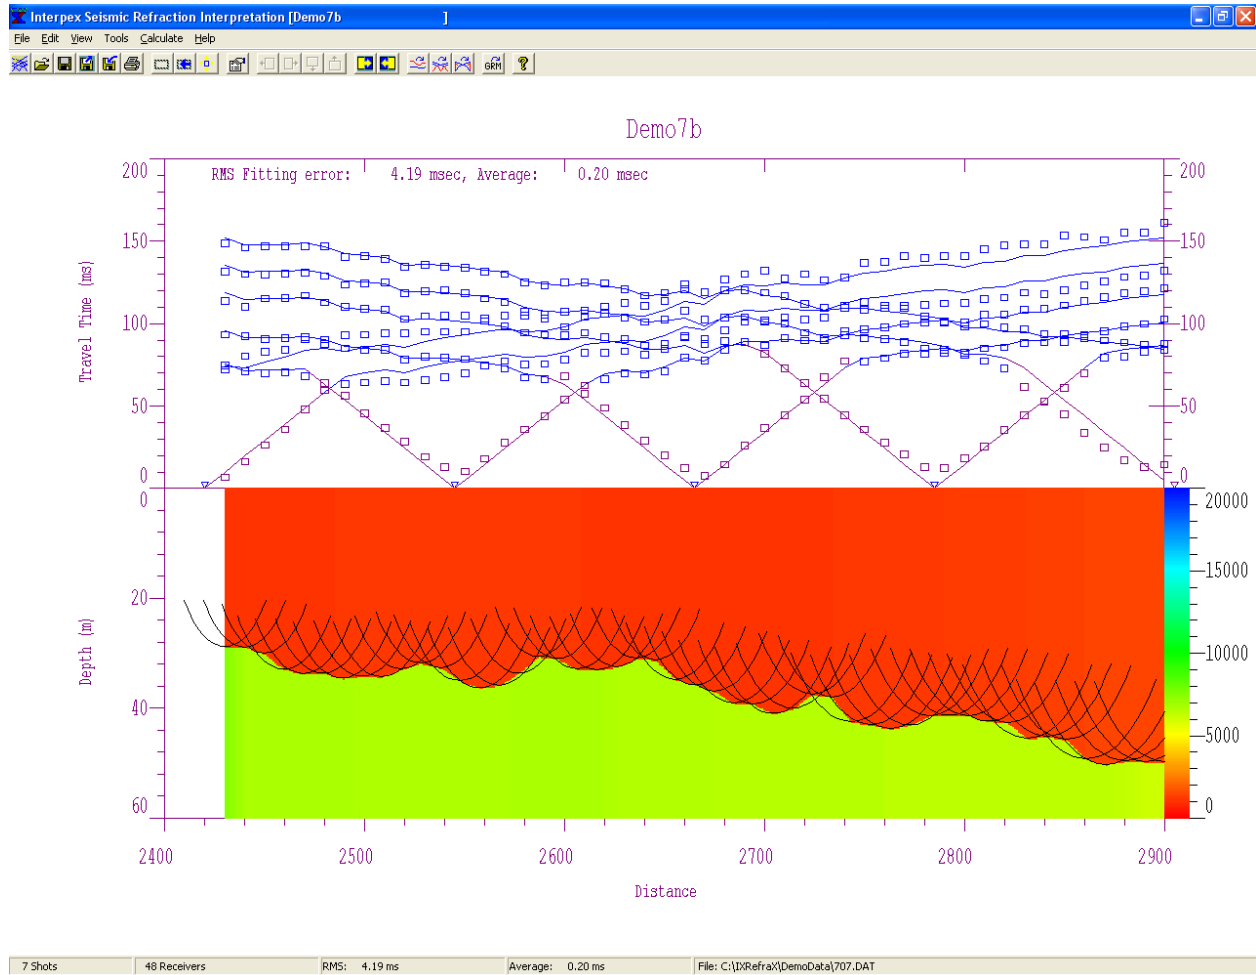 Interpex Seismic Refraction Interpretation [Demo7b ]
File Edit View Tools Calculate Help
GRM ?
Demo7b
RMS Fitting error: 4.19 msec, Average: 0.20 msec
200
150
100
50
0
Travel Time (ms)
200
150
100
50
0
0
20
40
60
Depth (m)
20000
15000
10000
5000
0
2400 2500 2600 2700 2800 2900
Distance
7 Shots 48 Receivers RMS: 4.19 ms Average: 0.20 ms File: C:\IXRefraX\DemoData\707.DAT